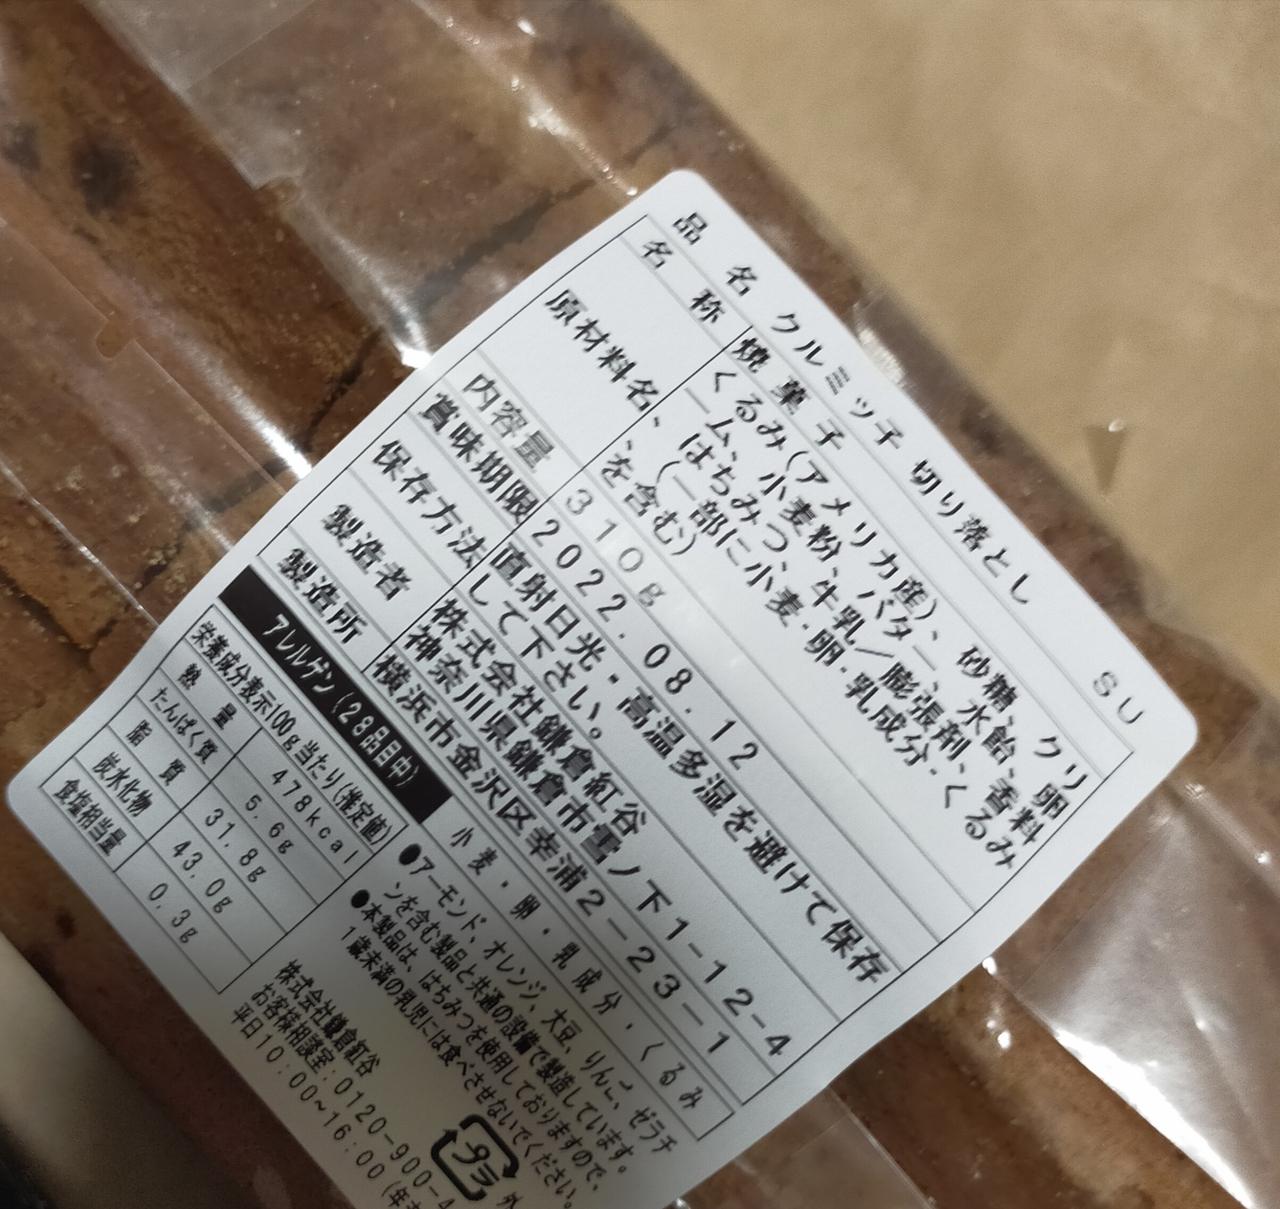 品名 クルミッ子 切り落とし SU
名称 焼菓子
原材料名 くるみ(アメリカ産)、砂糖、クリ
ーム、小麦粉、バター、水飴、卵
、はちみつ、牛乳/膨張剤、香料
、(一部に小麦・卵・乳成分・くるみ
を含む)
内容量 310g
賞味期限 2022.08.12
保存方法 直射日光・高温多湿を避けて保存
して下さい。
製造者 株式会社鎌倉紅谷
神奈川県鎌倉市雪ノ下1-12-4
製造所 横浜市金沢区幸浦2-23-1
アレルゲン(28品目中) 小麦・卵・乳成分・くるみ
栄養成分表示100g当たり(推定値)
熱量 478kcal
たんぱく質 5.6g
脂質 31.8g
炭水化物 43.0g
食塩相当量 0.3g
●アーモンド、オレンジ、大豆、りんご、ゼラチ
ンを含む製品と共通の設備で製造しています。
●本製品は、はちみつを使用しておりますので、
1歳未満の乳児には食べさせないでください。
株式会社鎌倉紅谷
お客様相談室:0120-900-4
平日10:00~16:00(年
プラ 外